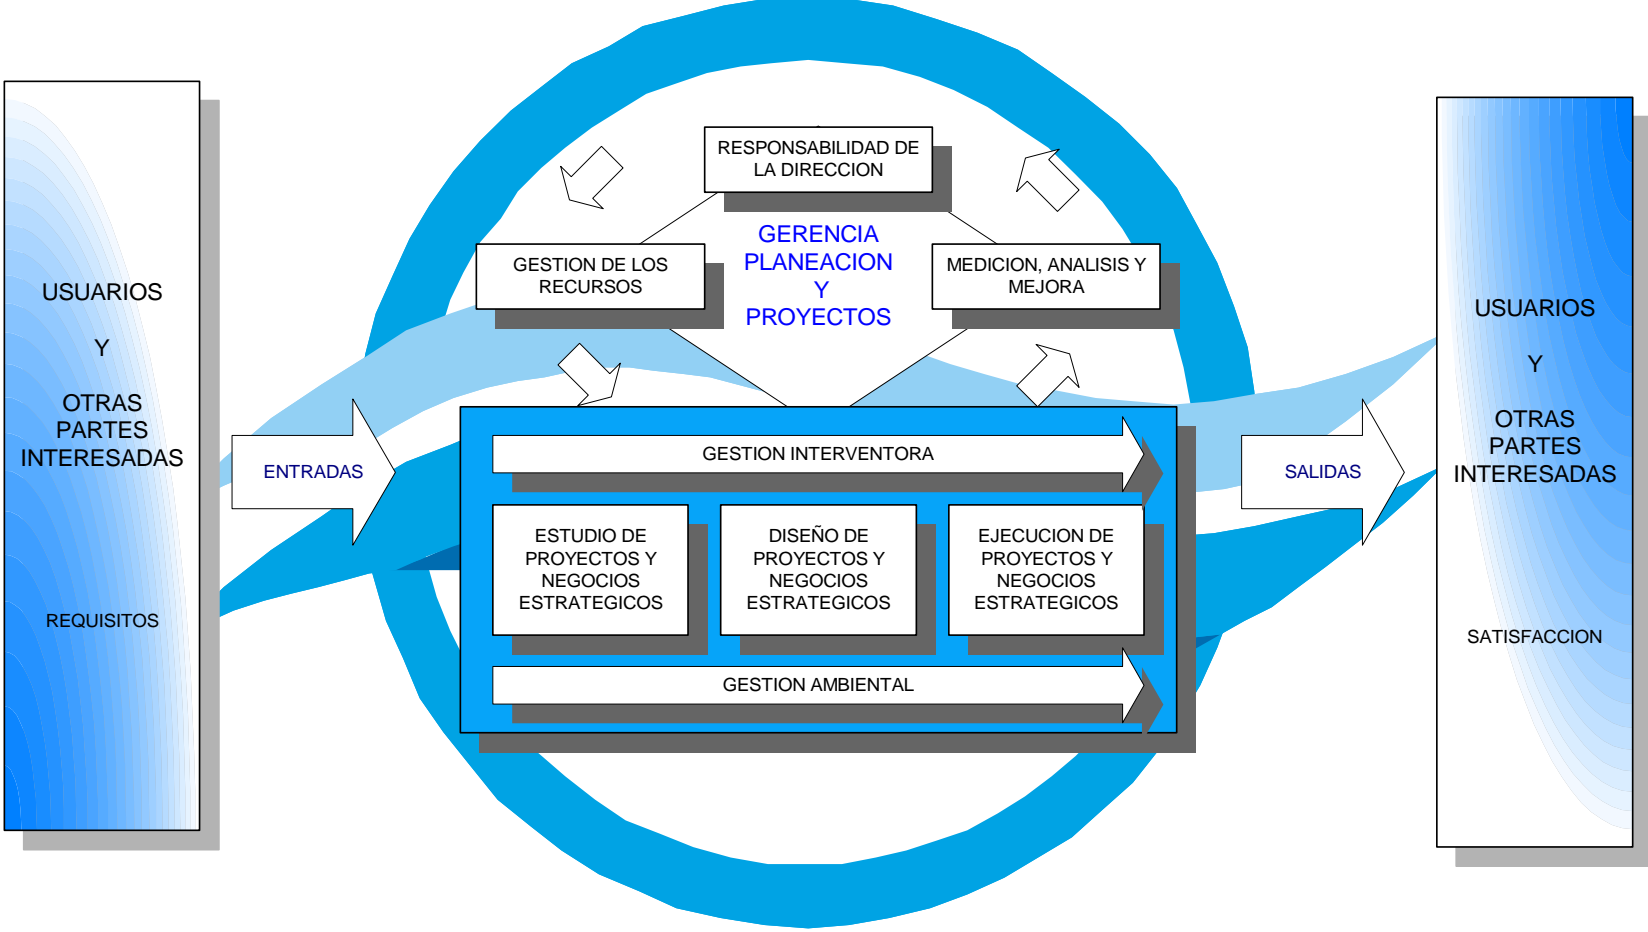 USUARIOS
Y
OTRAS
PARTES
INTERESADAS
REQUISITOS
ENTRADAS
RESPONSABILIDAD DE
LA DIRECCION
GESTION DE LOS
RECURSOS
GERENCIA
PLANEACION
Y
PROYECTOS
MEDICION, ANALISIS Y
MEJORA
GESTION INTERVENTORA
ESTUDIO DE
PROYECTOS Y
NEGOCIOS
ESTRATEGICOS
DISEÑO DE
PROYECTOS Y
NEGOCIOS
ESTRATEGICOS
EJECUCION DE
PROYECTOS Y
NEGOCIOS
ESTRATEGICOS
GESTION AMBIENTAL
SALIDAS
USUARIOS
Y
OTRAS
PARTES
INTERESADAS
SATISFACCION